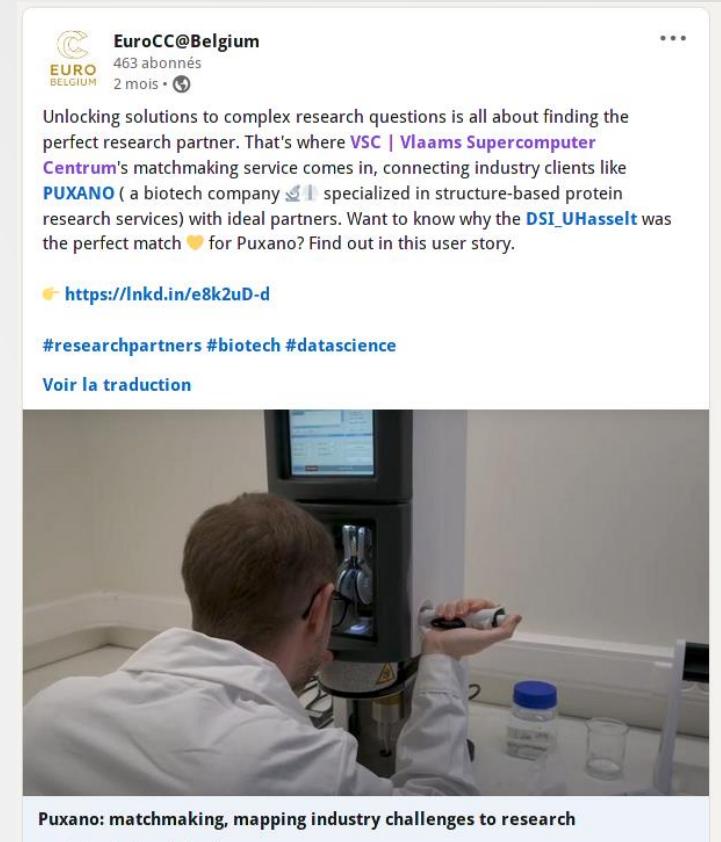 EuroCC@Belgium
463 abonnés
2 mois •
EURO
BELGIUM
Unlocking solutions to complex research questions is all about finding the
perfect research partner. That's where VSC | Vlaams Supercomputer
Centrum's matchmaking service comes in, connecting industry clients like
PUXANO ( a biotech company 🔬🧍 specialized in structure-based protein
research services) with ideal partners. Want to know why the DSI_UHasselt was
the perfect match 💛 for Puxano? Find out in this user story.
👉 https://lnkd.in/e8k2uD-d
#researchpartners #biotech #datascience
Voir la traduction
Puxano: matchmaking, mapping industry challenges to research